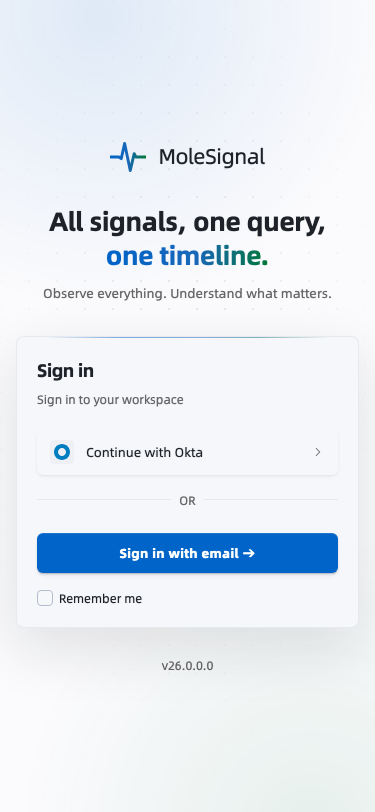 MoleSignal
All signals, one query,
one timeline.
Observe everything. Understand what matters.
Sign in
Sign in to your workspace
Continue with Okta
OR
Sign in with email →
Remember me
v26.0.0.0